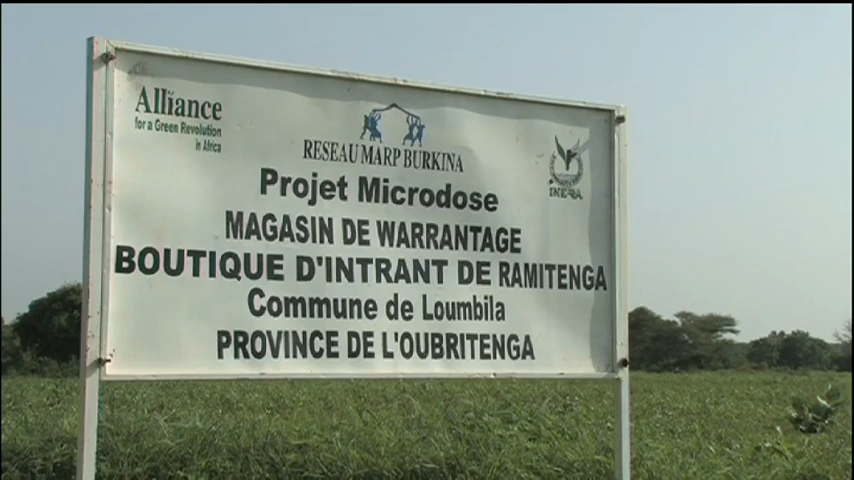 Alliance
for a Green Revolution
in Africa
RESEAU MARP BURKINA
INERA
Projet Microdose
MAGASIN DE WARRANTAGE
BOUTIQUE D'INTRANT DE RAMITENGA
Commune de Loumbila
PROVINCE DE L'OUBRITENGA